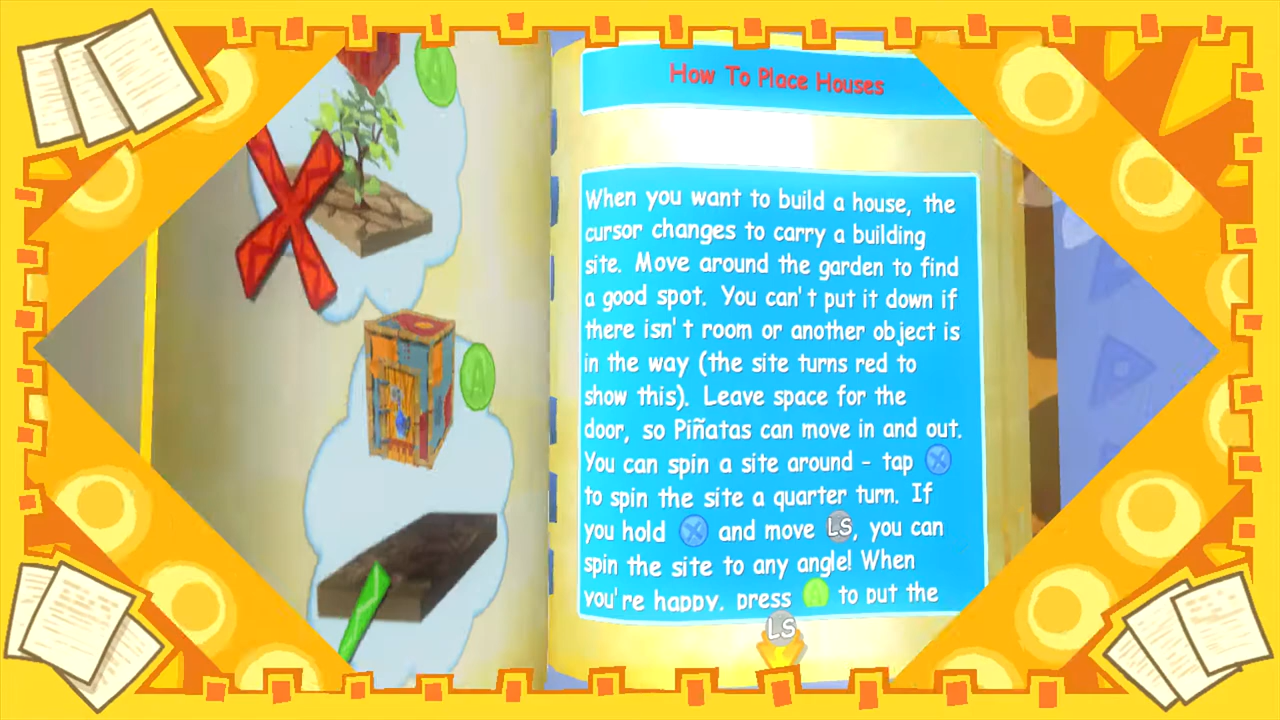 How To Place Houses
When you want to build a house, the
cursor changes to carry a building
site. Move around the garden to find
a good spot. You can't put it down if
there isn't room or another object is
in the way (the site turns red to
show this). Leave space for the
door, so Piñatas can move in and out.
You can spin a site around - tap X
to spin the site a quarter turn. If
you hold X and move LS, you can
spin the site to any angle! When
you're happy, press A to put the
LS